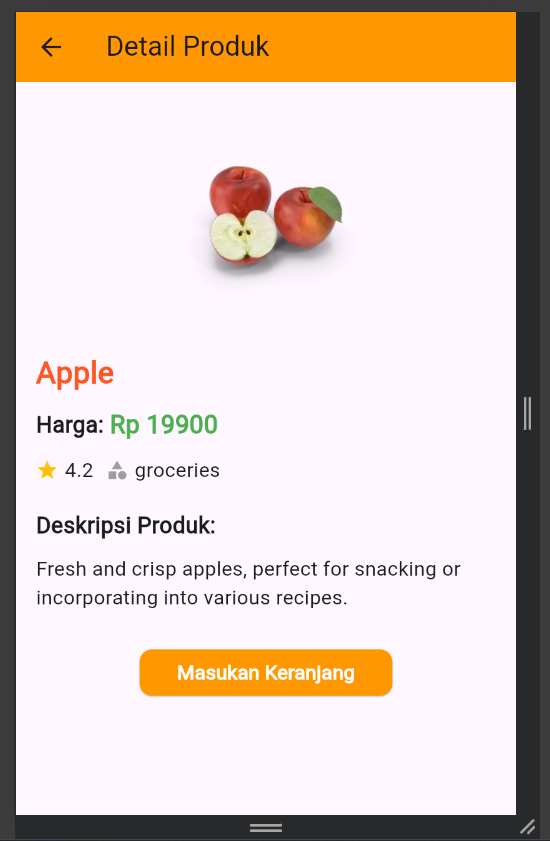 Detail Produk
Apple
Harga: Rp 19900
4.2 groceries
Deskripsi Produk:
Fresh and crisp apples, perfect for snacking or
incorporating into various recipes.
Masukan Keranjang